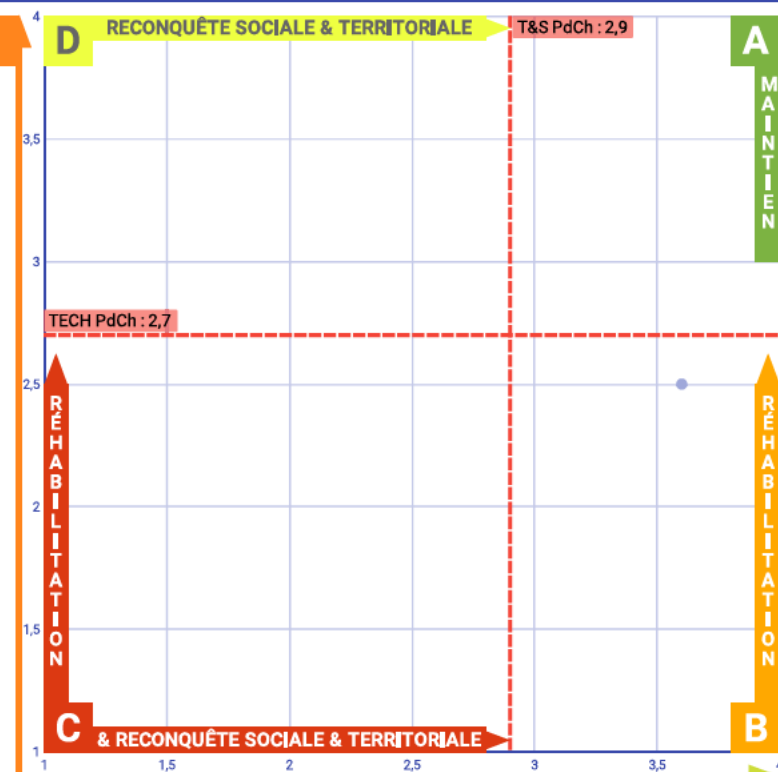 4
D
RECONQUÊTE SOCIALE & TERRITORIALE
T&S PdCh : 2,9
A
MAINTIEN
3,5
3
TECH PdCh : 2,7
2,5
RÉHABILITATION
RÉHABILITATION
2
1,5
C
& RECONQUÊTE SOCIALE & TERRITORIALE
B
1
1
1,5
2
2,5
3
3,5